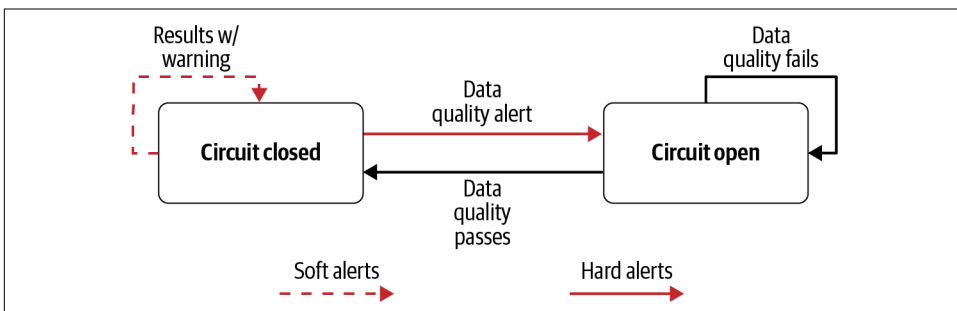 Results w/
warning
Data
quality alert
Data
quality fails
Circuit closed
Circuit open
Data
quality
passes
Soft alerts
Hard alerts